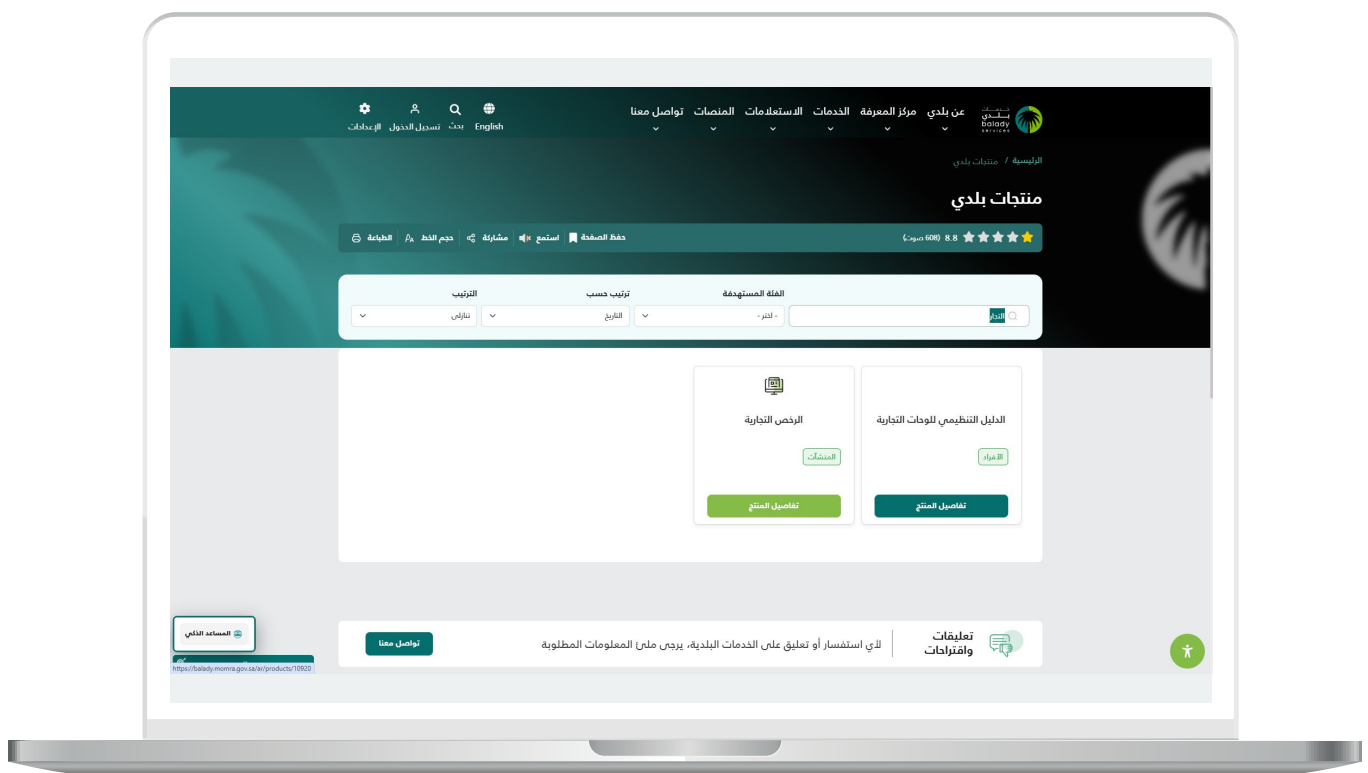 خدمات
بلدي
balady
services
عن بلدي
مركز المعرفة
الخدمات
الاستعلامات
المنصات
تواصل معنا
English
بحث
تسجيل الدخول
الإعدادات
الرئيسية / منتجات بلدي
منتجات بلدي
8.8 (608 صوت)
حفظ الصفحة
استمع
مشاركة
حجم الخط
الطباعة
الفئة المستهدفة
ترتيب حسب
الترتيب
التجار
- اختر -
التاريخ
تنازلي
الدليل التنظيمي للوحات التجارية
الأفراد
تفاصيل المنتج
الرخص التجارية
المنشآت
تفاصيل المنتج
تعليقات واقتراحات
لأي استفسار أو تعليق على الخدمات البلدية، يرجى ملئ المعلومات المطلوبة
تواصل معنا
المساعد الذكي
https://balady.momra.gov.sa/ar/products/10920